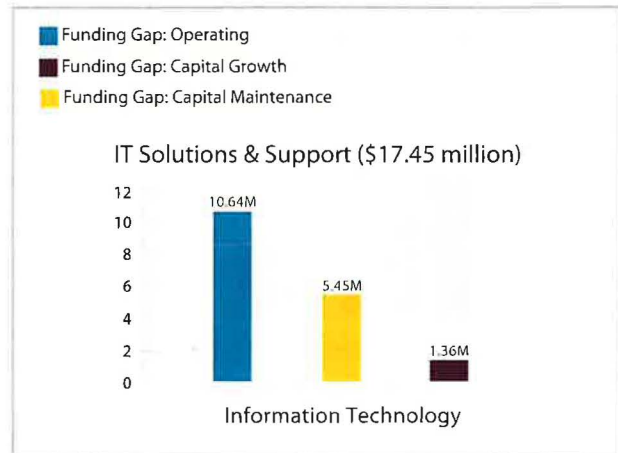 Funding Gap: Operating
Funding Gap: Capital Growth
Funding Gap: Capital Maintenance
IT Solutions & Support ($17.45 million)
12
10.64M
10
8
6
5.45M
4
2
1.36M
0
Information Technology